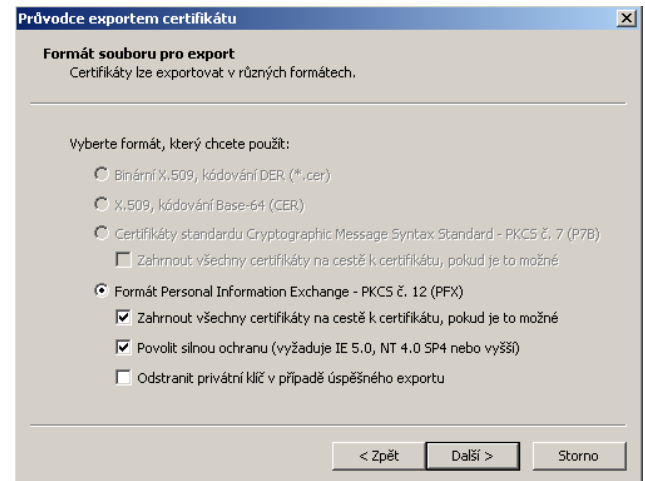 Průvodce exportem certifikátu
Formát souboru pro export
Certifikáty lze exportovat v různých formátech.
Vyberte formát, který chcete použít:
Binární X.509, kódování DER (*.cer)
X.509, kódování Base-64 (CER)
Certifikáty standardu Cryptographic Message Syntax Standard - PKCS č. 7 (P7B)
Zahrnout všechny certifikáty na cestě k certifikátu, pokud je to možné
Formát Personal Information Exchange - PKCS č. 12 (PFX)
Zahrnout všechny certifikáty na cestě k certifikátu, pokud je to možné
Povolit silnou ochranu (vyžaduje IE 5.0, NT 4.0 SP4 nebo vyšší)
Odstranit privátní klíč v případě úspěšného exportu
< Zpět Další > Storno